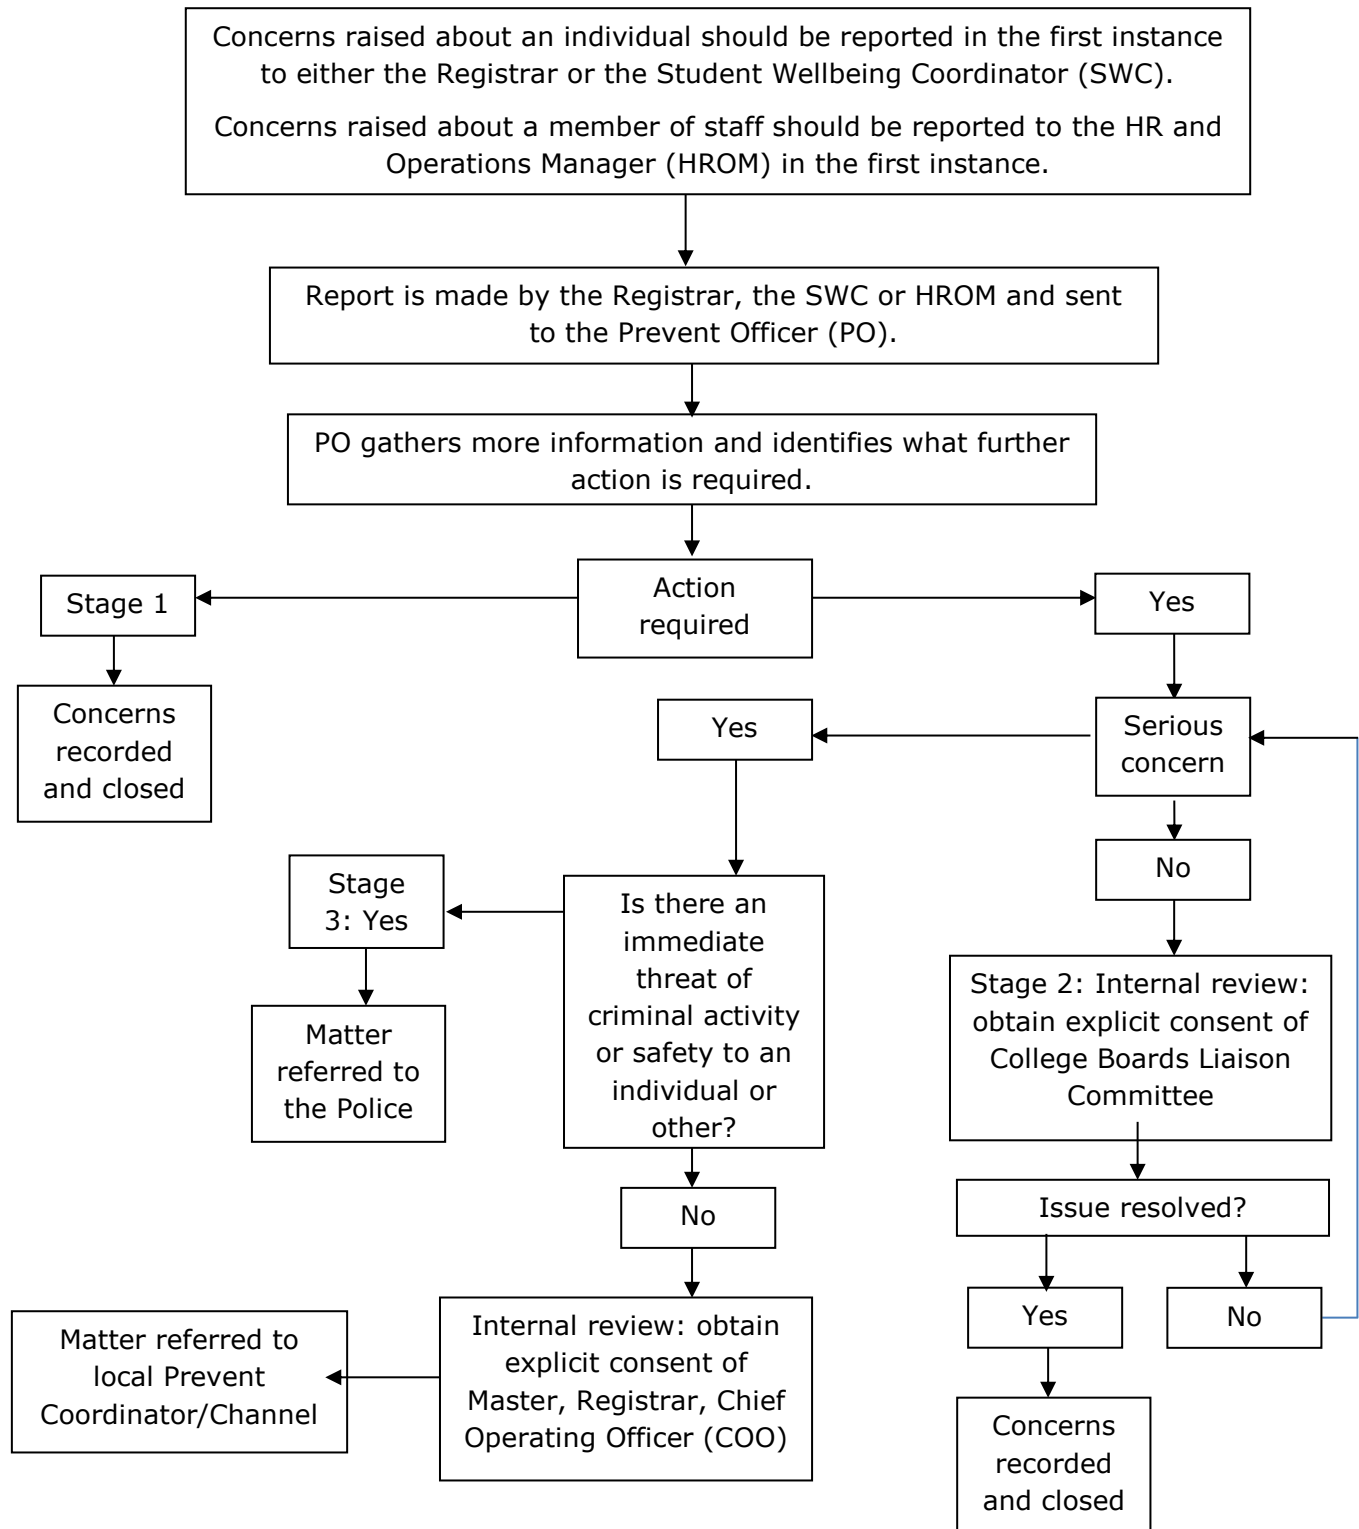 Concerns raised about an individual should be reported in the first instance
to either the Registrar or the Student Wellbeing Coordinator (SWC).
Concerns raised about a member of staff should be reported to the HR and
Operations Manager (HROM) in the first instance.
Report is made by the Registrar, the SWC or HROM and sent
to the Prevent Officer (PO).
PO gathers more information and identifies what further
action is required.
Action
required
Stage 1
Yes
Concerns
recorded
and closed
Yes
Serious
concern
No
Stage
3: Yes
Is there an
immediate
threat of
criminal activity
or safety to an
individual or
other?
Matter
referred to
the Police
Stage 2: Internal review:
obtain explicit consent of
College Boards Liaison
Committee
No
Issue resolved?
Yes
No
Matter referred to
local Prevent
Coordinator/Channel
Internal review: obtain
explicit consent of
Master, Registrar, Chief
Operating Officer (COO)
Concerns
recorded
and closed